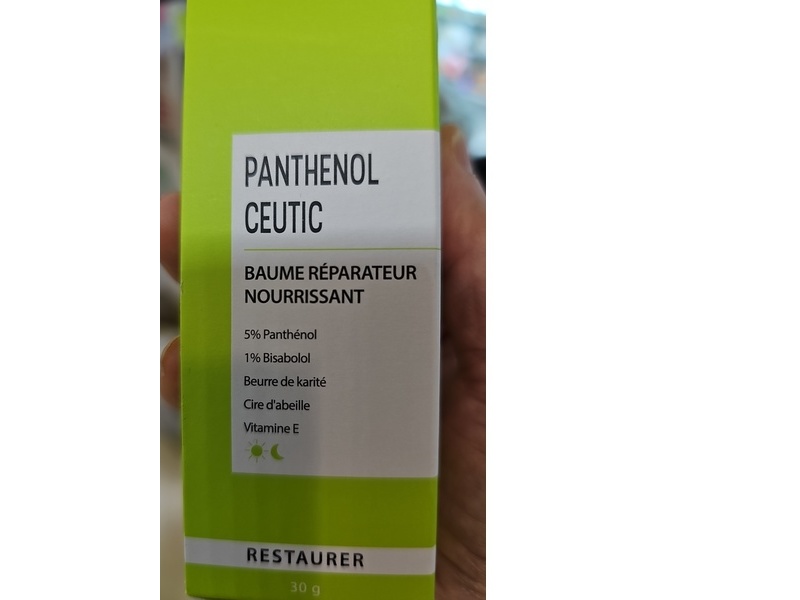 PANTHENOL
CEUTIC
BAUME RÉPARATEUR
NOURRISSANT
5% Panthénol
1% Bisabolol
Beurre de karité
Cire d'abeille
Vitamine E
RESTAURER
30 g